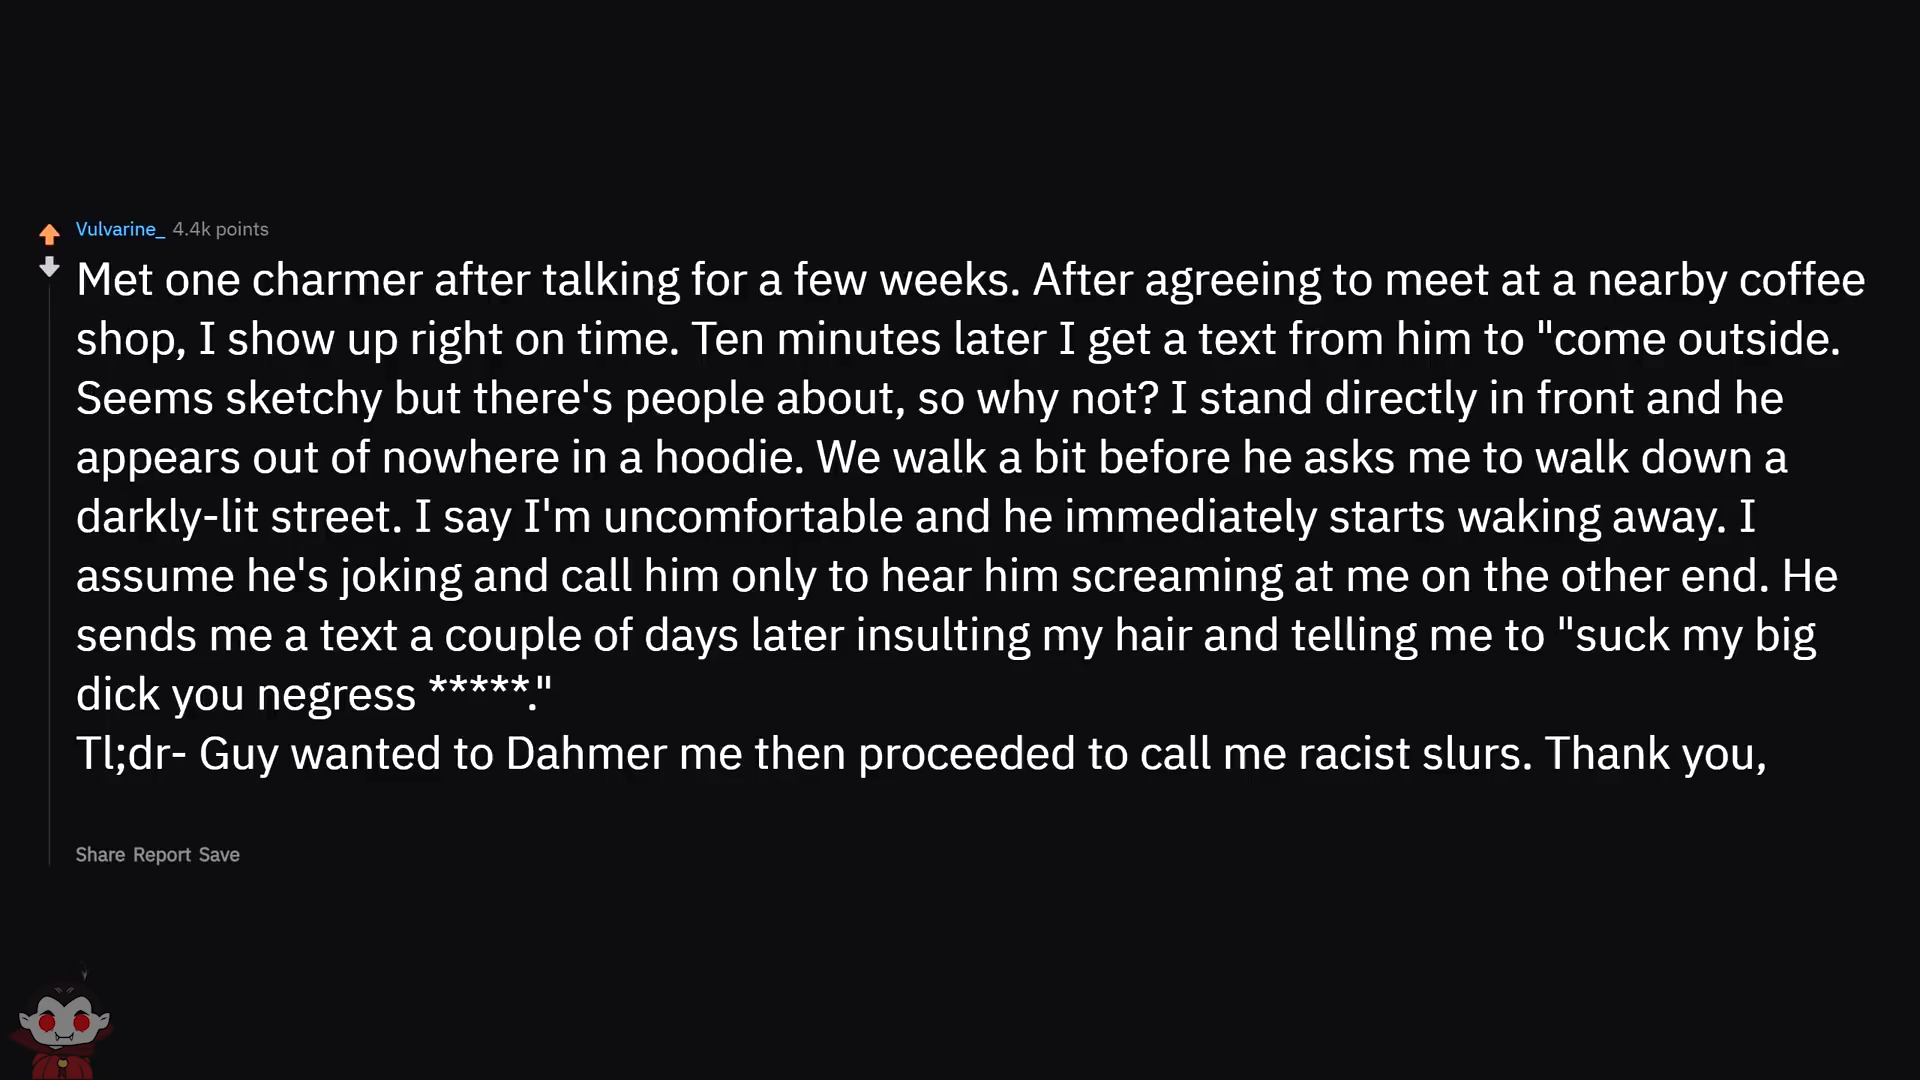 Vulvarine_ 4.4k points
Met one charmer after talking for a few weeks. After agreeing to meet at a nearby coffee
shop, I show up right on time. Ten minutes later I get a text from him to "come outside.
Seems sketchy but there's people about, so why not? I stand directly in front and he
appears out of nowhere in a hoodie. We walk a bit before he asks me to walk down a
darkly-lit street. I say I'm uncomfortable and he immediately starts waking away. I
assume he's joking and call him only to hear him screaming at me on the other end. He
sends me a text a couple of days later insulting my hair and telling me to "suck my big
dick you negress *****."
Tl;dr- Guy wanted to Dahmer me then proceeded to call me racist slurs. Thank you,
Share Report Save